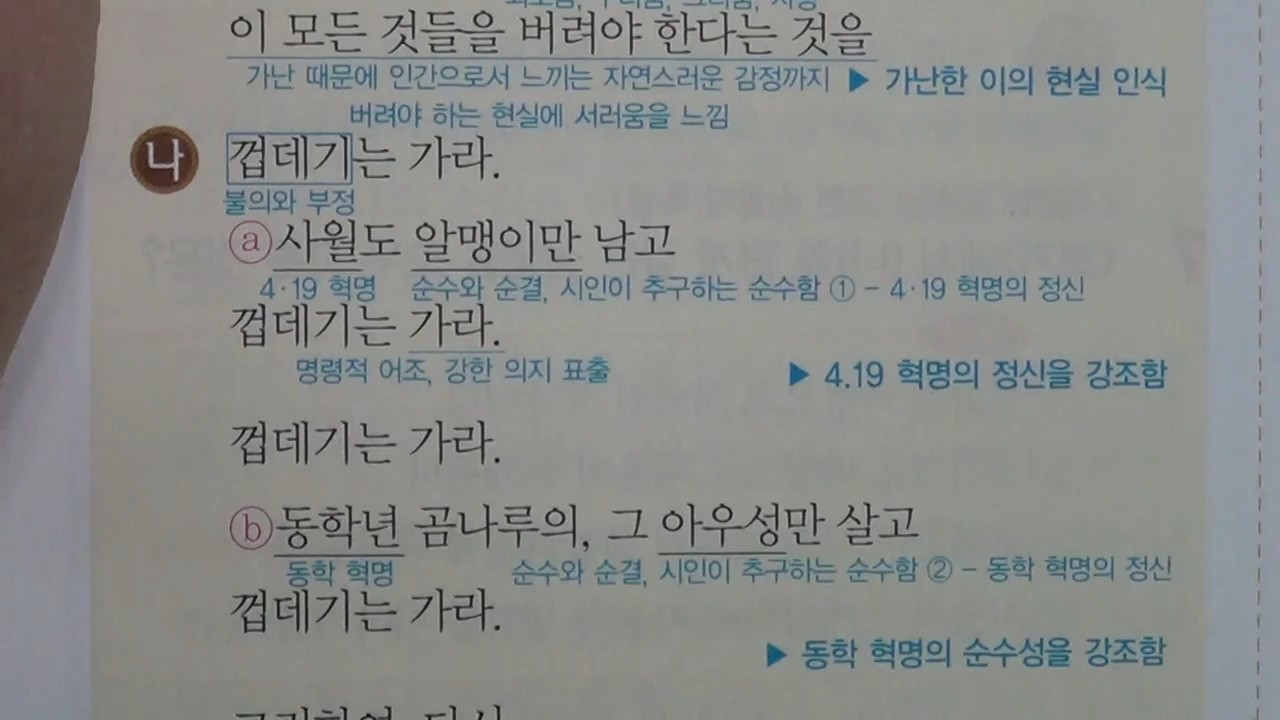 이 모든 것들을 버려야 한다는 것을
가난 때문에 인간으로서 느끼는 자연스러운 감정까지 ▶ 가난한 이의 현실 인식
버려야 하는 현실에 서러움을 느낌
나 껍데기는 가라.
불의와 부정
ⓐ사월도 알맹이만 남고
4·19 혁명 순수와 순결, 시인이 추구하는 순수함 ① - 4·19 혁명의 정신
껍데기는 가라.
명령적 어조, 강한 의지 표출 ▶ 4.19 혁명의 정신을 강조함
껍데기는 가라.
ⓑ동학년 곰나루의, 그 아우성만 살고
동학 혁명 순수와 순결, 시인이 추구하는 순수함 ② - 동학 혁명의 정신
껍데기는 가라.
▶ 동학 혁명의 순수성을 강조함